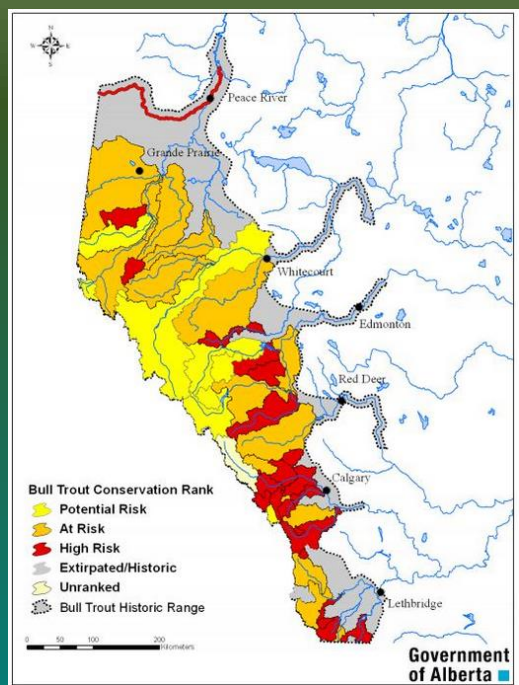 N
W E
S
Peace River
Grande Prairie
Whitecourt
Edmonton
Red Deer
Calgary
Lethbridge
Bull Trout Conservation Rank
Potential Risk
At Risk
High Risk
Extirpated/Historic
Unranked
Bull Trout Historic Range
0 50 100 200
Kilometers
Government
of Alberta